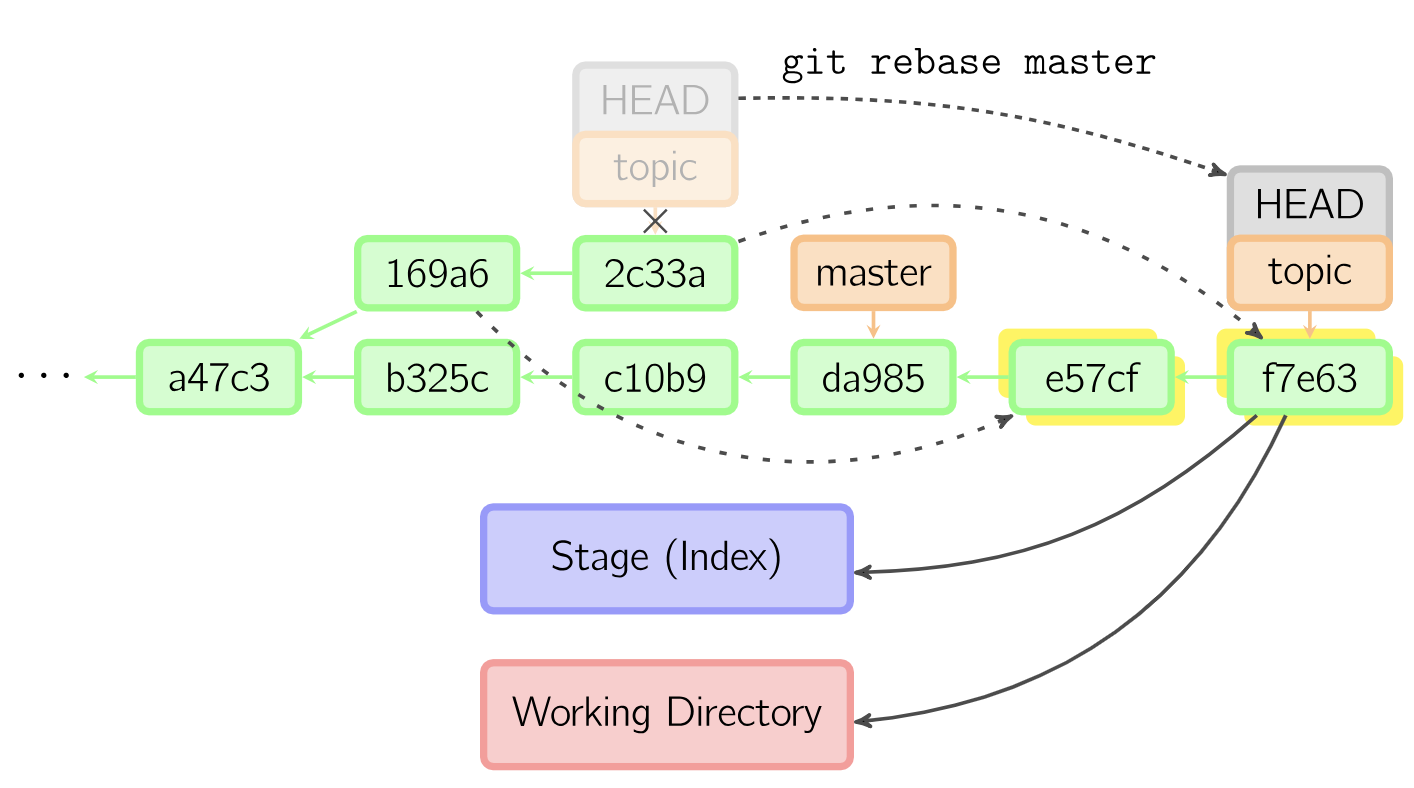 git rebase master
HEAD
topic
HEAD
topic
169a6
2c33a
master
... a47c3
b325c
c10b9
da985
e57cf
f7e63
Stage (Index)
Working Directory